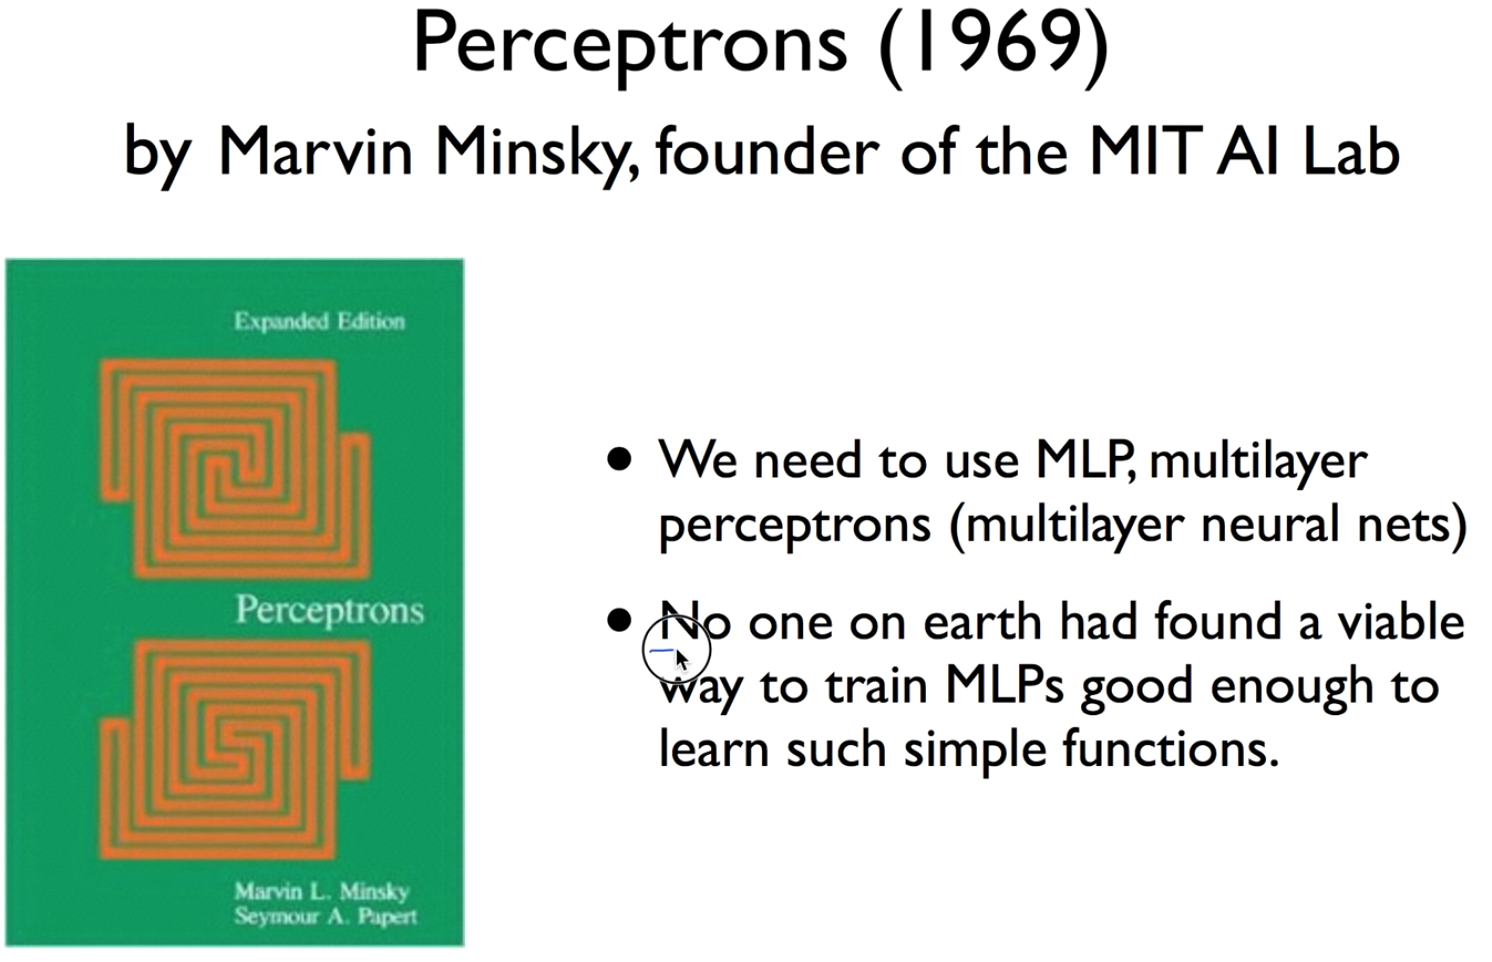 Perceptrons (1969)
by Marvin Minsky, founder of the MIT AI Lab
Expanded Edition
Perceptrons
Marvin L. Minsky
Seymour A. Papert
• We need to use MLP, multilayer
perceptrons (multilayer neural nets)
• No one on earth had found a viable
way to train MLPs good enough to
learn such simple functions.